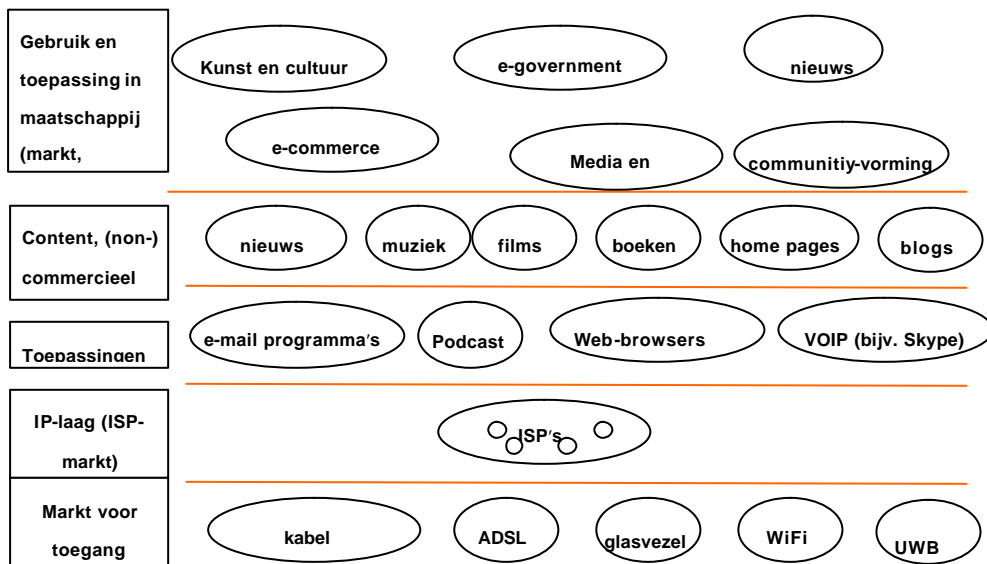 Gebruik en
toepassing in
maatschappij
(markt,
Kunst en cultuur
e-government
nieuws
e-commerce
Media en
communitiy-vorming
Content, (non-)
commercieel
nieuws
muziek
films
boeken
home pages
blogs
Toepassingen
e-mail programma's
Podcast
Web-browsers
VOIP (bijv. Skype)
IP-laag (ISP-
markt)
ISP's
Markt voor
toegang
kabel
ADSL
glasvezel
WiFi
UWB